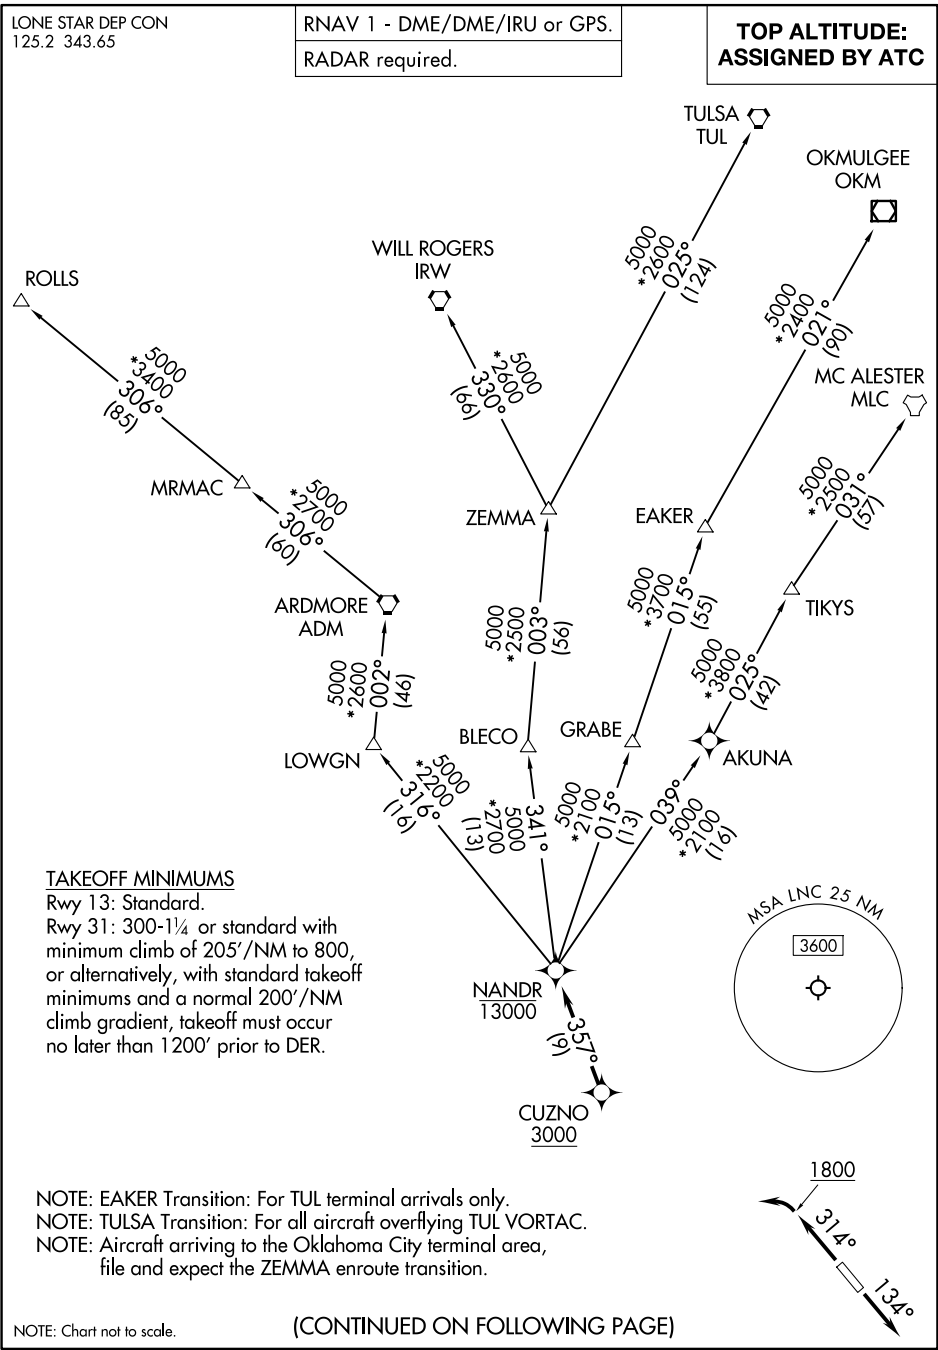 LONE STAR DEP CON
125.2 343.65
RNAV 1 - DME/DME/IRU or GPS.
RADAR required.
TOP ALTITUDE:
ASSIGNED BY ATC
TULSA
TUL
OKMULGEE
OKM
WILL ROGERS
IRW
ROLLS
5000
*2600
025°
(124)
5000
*2400
021°
(90)
5000
*3400
306°
(85)
5000
*2600
330°
(66)
MC ALESTER
MLC
MRMAC
5000
*2700
306°
(60)
ZEMMA
EAKER
5000
*2500
031°
(57)
ARDMORE
ADM
5000
*2500
003°
(56)
5000
*3700
015°
(55)
TIKYS
5000
*2600
002°
(46)
5000
*3800
025°
(42)
LOWGN
BLECO
GRABE
AKUNA
5000
*2200
316°
(16)
341°
5000
*2700
(13)
5000
*2100
015°
(13)
039°
5000
*2100
(16)
TAKEOFF MINIMUMS
Rwy 13: Standard.
Rwy 31: 300-1¼ or standard with
minimum climb of 205'/NM to 800,
or alternatively, with standard takeoff
minimums and a normal 200'/NM
climb gradient, takeoff must occur
no later than 1200' prior to DER.
MSA LNC 25 NM
3600
NANDR
13000
357°
(9)
CUZNO
3000
NOTE: EAKER Transition: For TUL terminal arrivals only.
NOTE: TULSA Transition: For all aircraft overflying TUL VORTAC.
NOTE: Aircraft arriving to the Oklahoma City terminal area,
file and expect the ZEMMA enroute transition.
1800
314°
134°
NOTE: Chart not to scale.
(CONTINUED ON FOLLOWING PAGE)